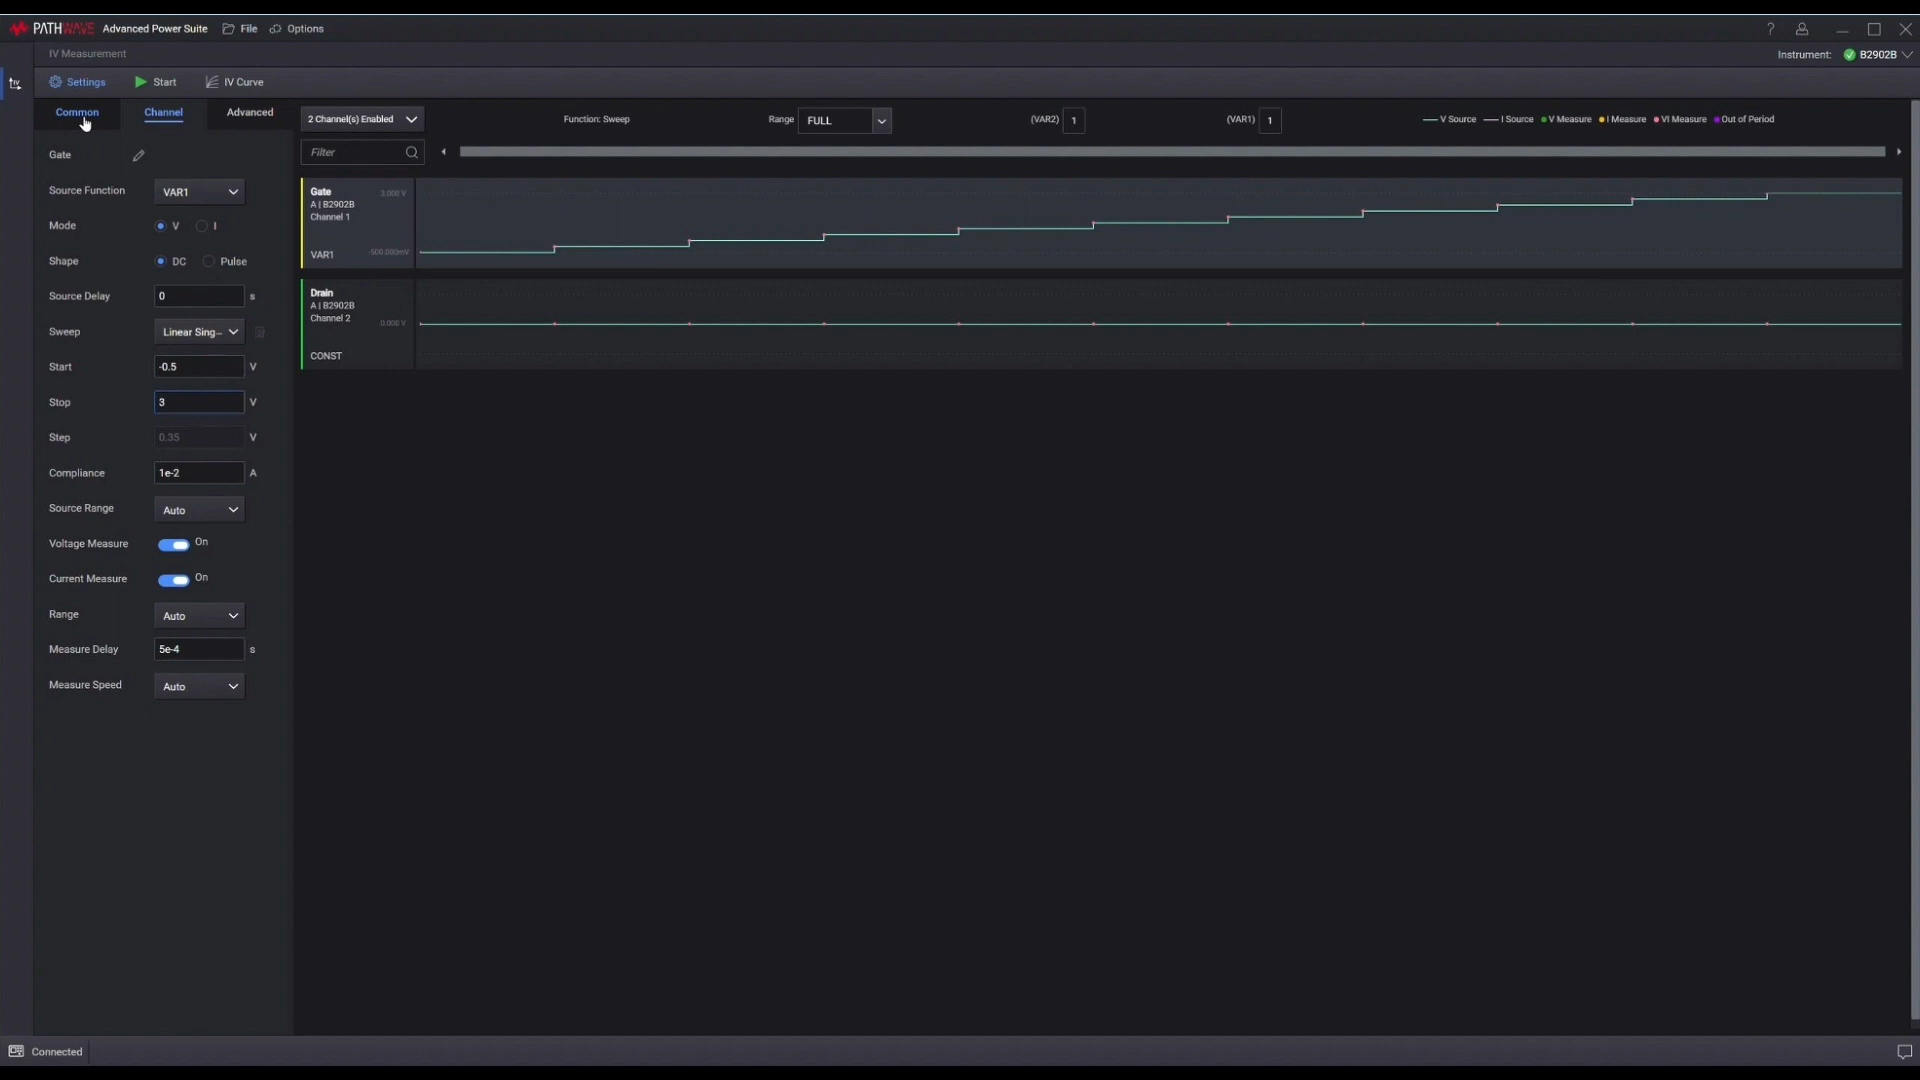 PATHWAVE Advanced Power Suite File Options ?
IV Measurement Instrument: B2902B
Settings Start IV Curve
Common Channel Advanced
2 Channel(s) Enabled Function: Sweep Range FULL (VAR2) 1 (VAR1) 1 V Source I Source V Measure I Measure VI Measure Out of Period
Filter
Gate
Source Function VAR1
Mode V I
Shape DC Pulse
Source Delay 0 s
Sweep Linear Sing...
Start -0.5 V
Stop 3 V
Step 0.35 V
Compliance 1e-2 A
Source Range Auto
Voltage Measure On
Current Measure On
Range Auto
Measure Delay 5e-4 s
Measure Speed Auto
Gate 3.000 V
A | B2902B
Channel 1
VAR1 -500.000mV
Drain
A | B2902B
Channel 2 0.000 V
CONST
Connected